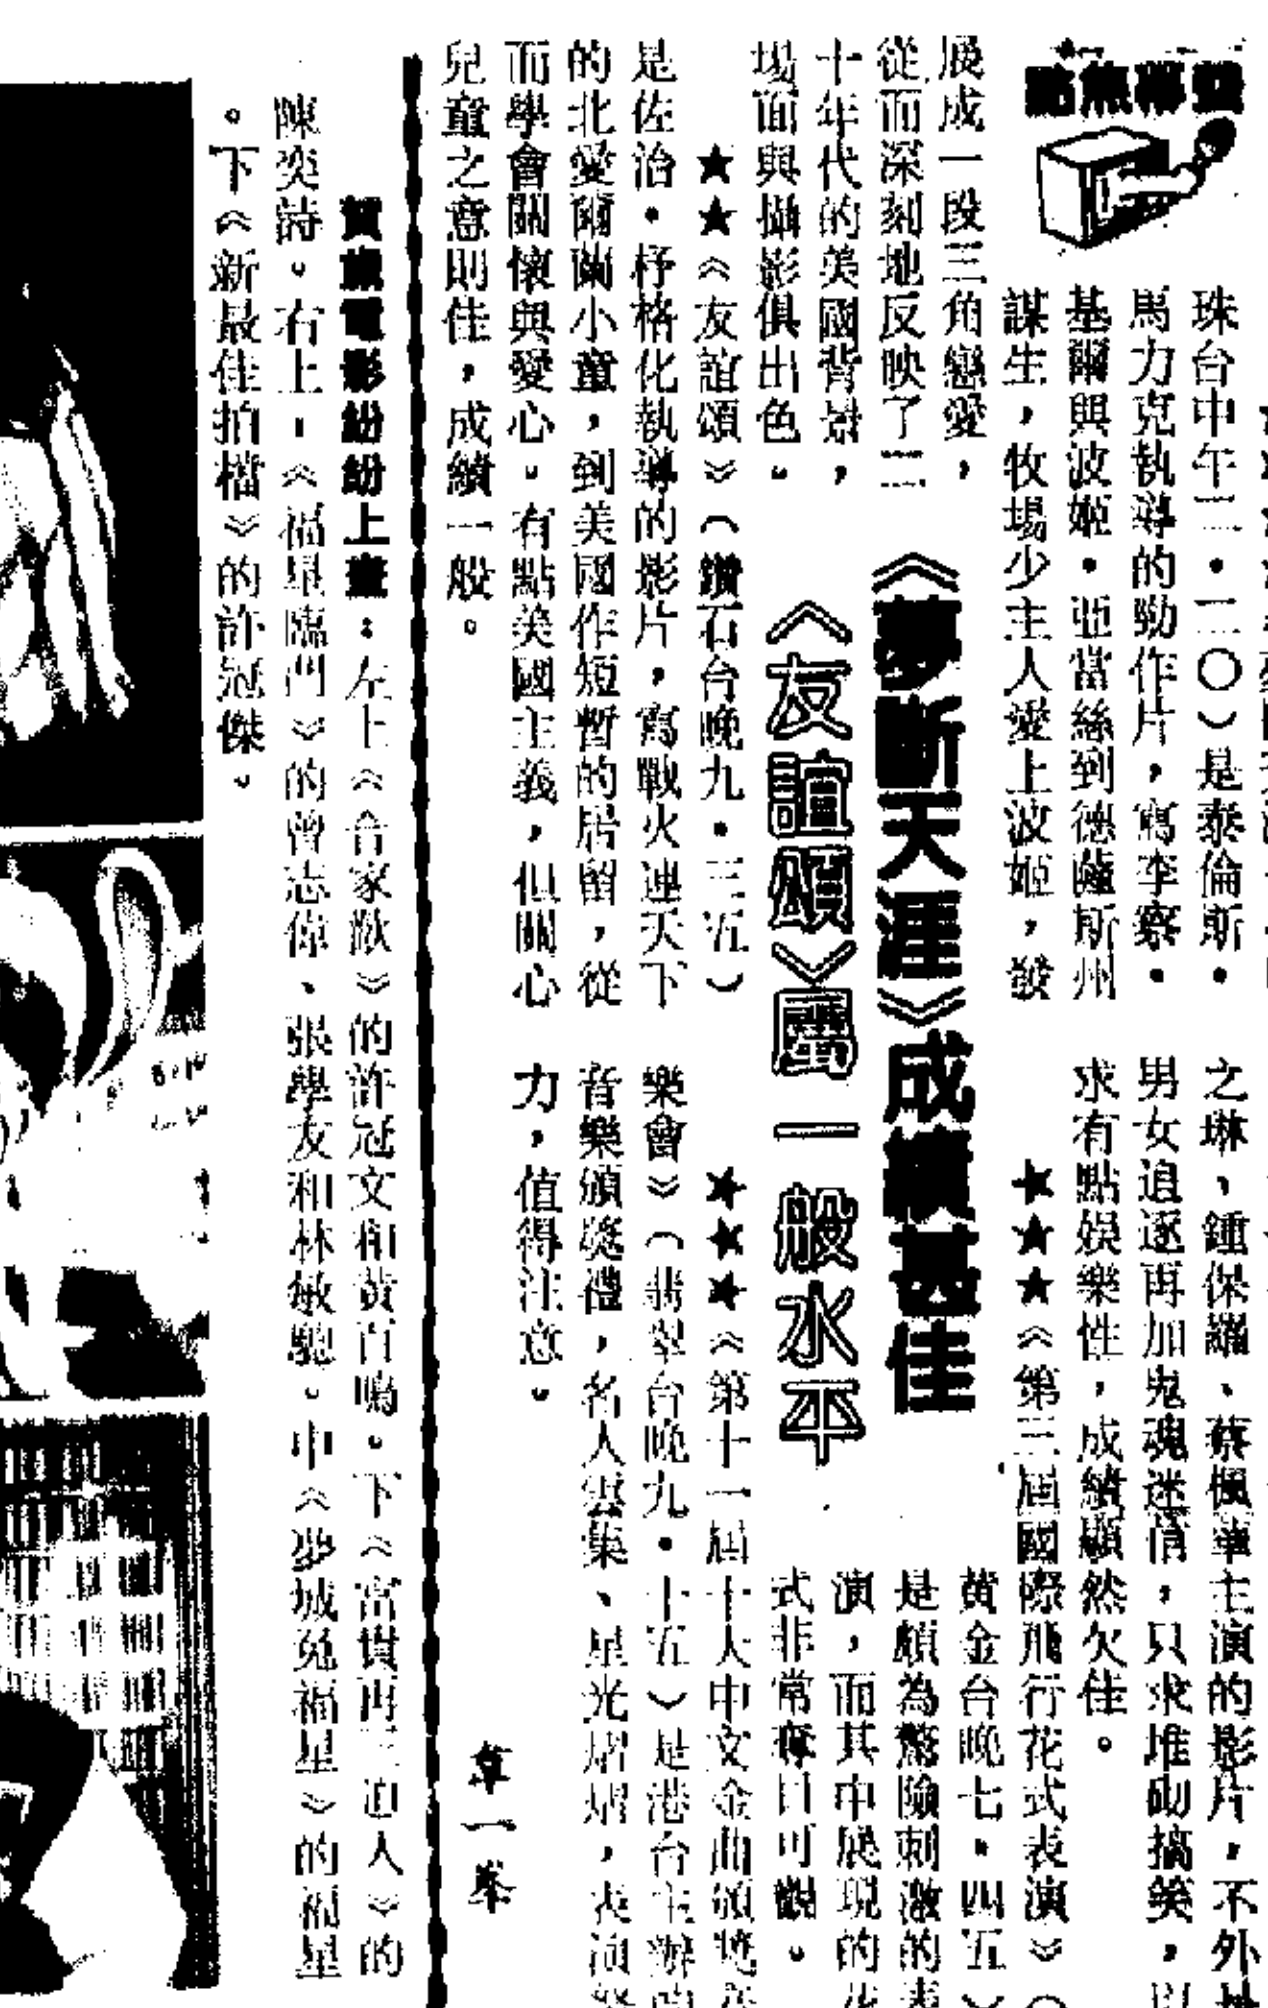 熒幕焦點
珠台中午二・二〇）是泰倫斯・
馬力克執導的勁作片，寫李察・
基爾與波姬・亞當絲到德薩斯州
謀生，牧場少主人愛上波姬，發
展成一段三角戀愛，
從而深刻地反映了二
十年代的美國背景，
場面與攝影俱出色。
《夢斷天涯》成績甚佳
《友誼頌》屬一般水平
★★《友誼頌》（鑽石台晚九・三五）
是佐治・杼格化執導的影片，寫戰火連天下
的北愛爾蘭小童，到美國作短暫的居留，從
而學會關懷與愛心。有點美國主義，但關心
兒童之意則佳，成績一般。
之琳、鍾保羅、蔡楓華主演的影片，不外
男女追逐再加鬼魂迷情，只求堆砌搞笑，以
求有點娛樂性，成績顯然欠佳。
★★★《第三屆國際飛行花式表演》（
黃金台晚七・四五）
是頗為驚險刺激的表
演，而其中展現的花
式非常奪目可觀。
★★★《第十一屆十大中文金曲頒獎音
樂會》（翡翠台晚九・十五）是港台主辦的
音樂頒獎禮，名人雲集、星光熠熠，表演
力，值得注意。
韋一峯
賀歲電影紛紛上畫：左上《合家歡》的許冠文和黃百鳴。下《富貴再三迫人》的
陳奕詩。右上，《福星臨門》的曾志偉、張學友和林敏驄。中《夢城兔福星》的福星
。下《新最佳拍檔》的許冠傑。